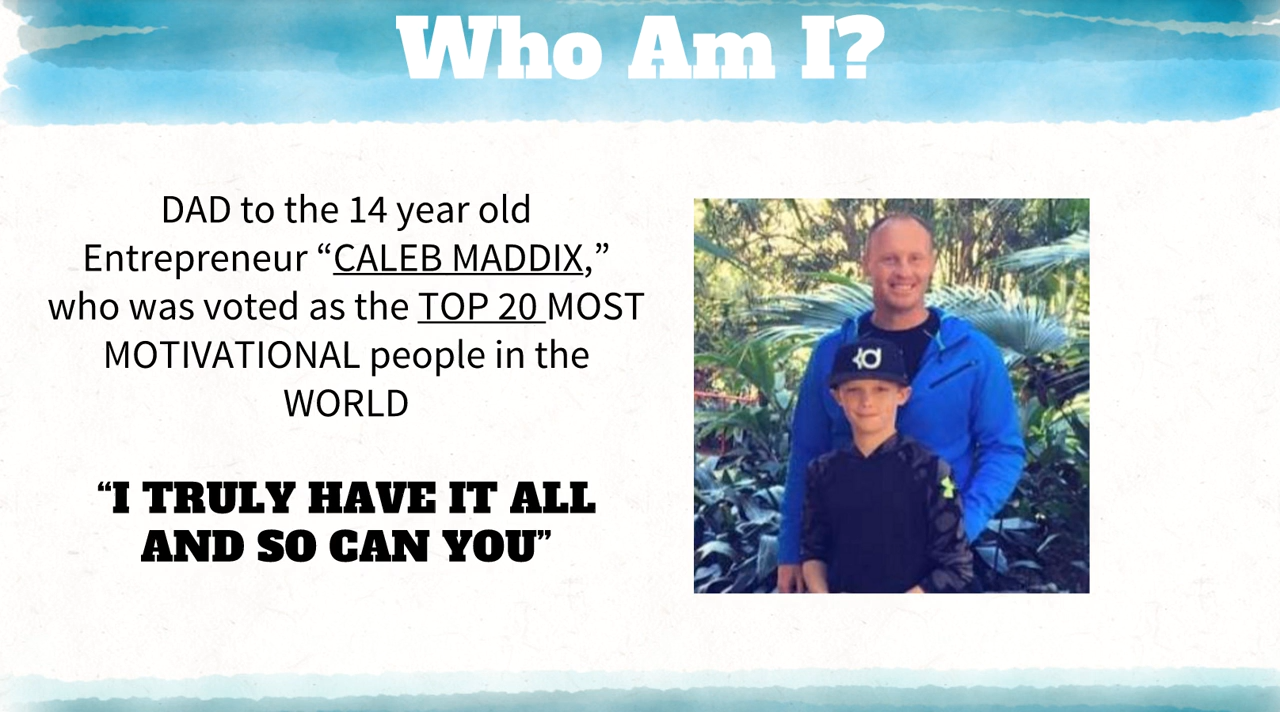 Who Am I?
DAD to the 14 year old
Entrepreneur “CALEB MADDIX,”
who was voted as the TOP 20 MOST
MOTIVATIONAL people in the
WORLD
“I TRULY HAVE IT ALL
AND SO CAN YOU”